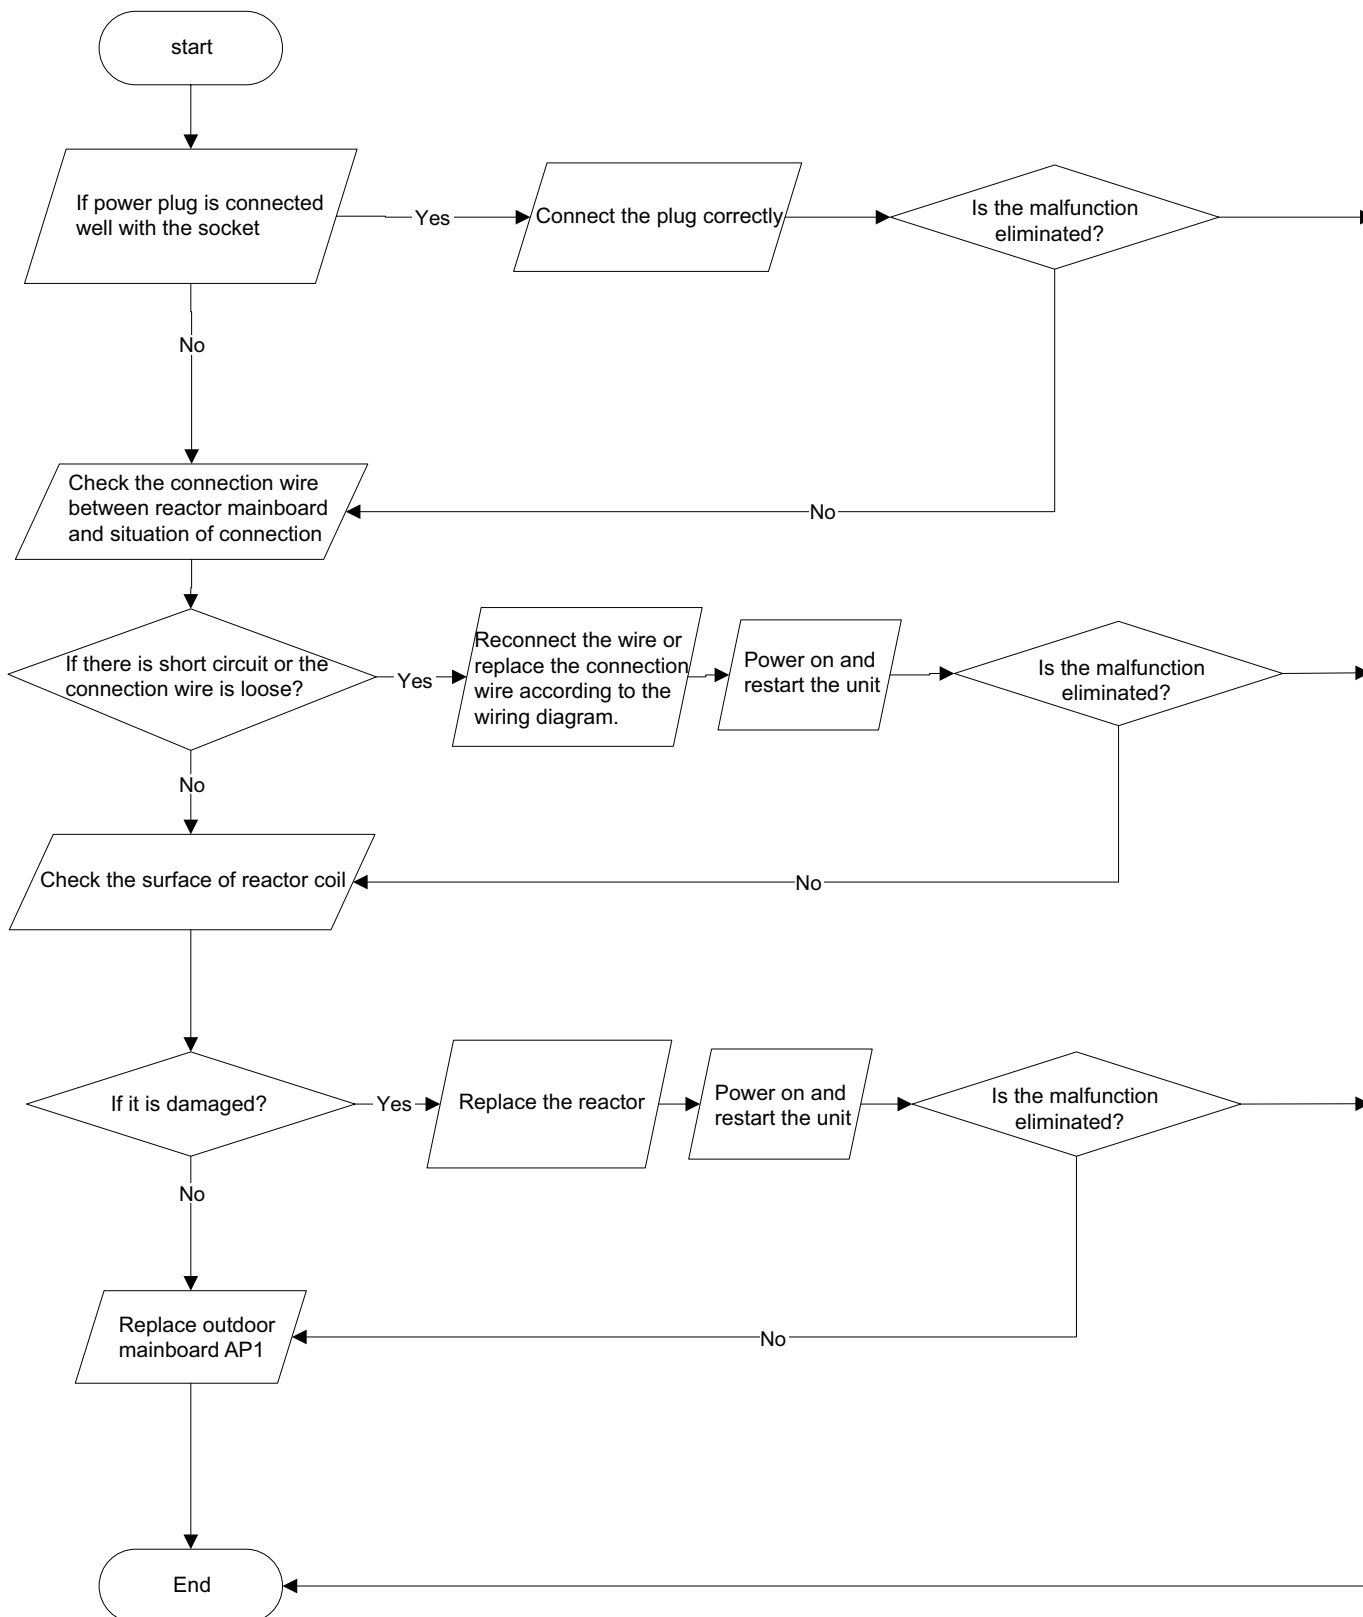 start
If power plug is connected
well with the socket
Yes
Connect the plug correctly
Is the malfunction
eliminated?
No
Check the connection wire
between reactor mainboard
and situation of connection
No
If there is short circuit or the
connection wire is loose?
Yes
Reconnect the wire or
replace the connection
wire according to the
wiring diagram.
Power on and
restart the unit
Is the malfunction
eliminated?
No
Check the surface of reactor coil
No
If it is damaged?
Yes
Replace the reactor
Power on and
restart the unit
Is the malfunction
eliminated?
No
Replace outdoor
mainboard AP1
No
End